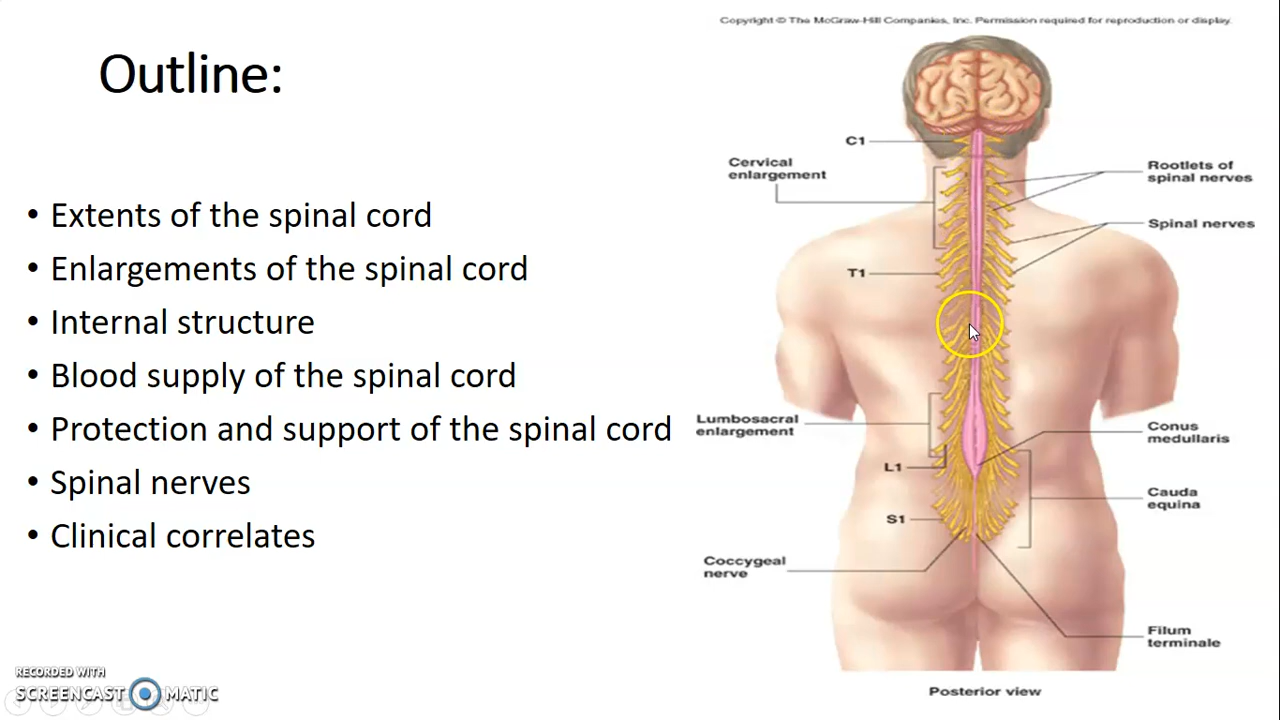 Copyright © The McGraw-Hill Companies, Inc. Permission required for reproduction or display.
Outline:
• Extents of the spinal cord
• Enlargements of the spinal cord
• Internal structure
• Blood supply of the spinal cord
• Protection and support of the spinal cord
• Spinal nerves
• Clinical correlates
C1
Cervical
enlargement
T1
Lumbosacral
enlargement
L1
S1
Coccygeal
nerve
Rootlets of
spinal nerves
Spinal nerves
Conus
medullaris
Cauda
equina
Filum
terminale
Posterior view
RECORDED WITH
SCREENCAST MATIC